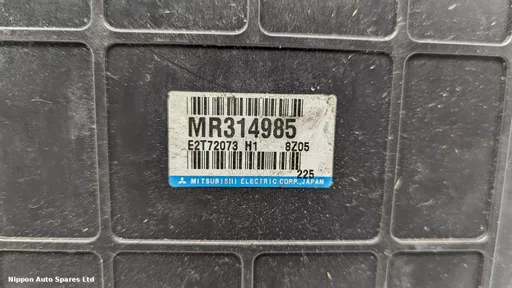 MR314985
E2T72073 H1 8Z05
225
MITSUBISHI ELECTRIC CORP., JAPAN
Nippon Auto Spares Ltd